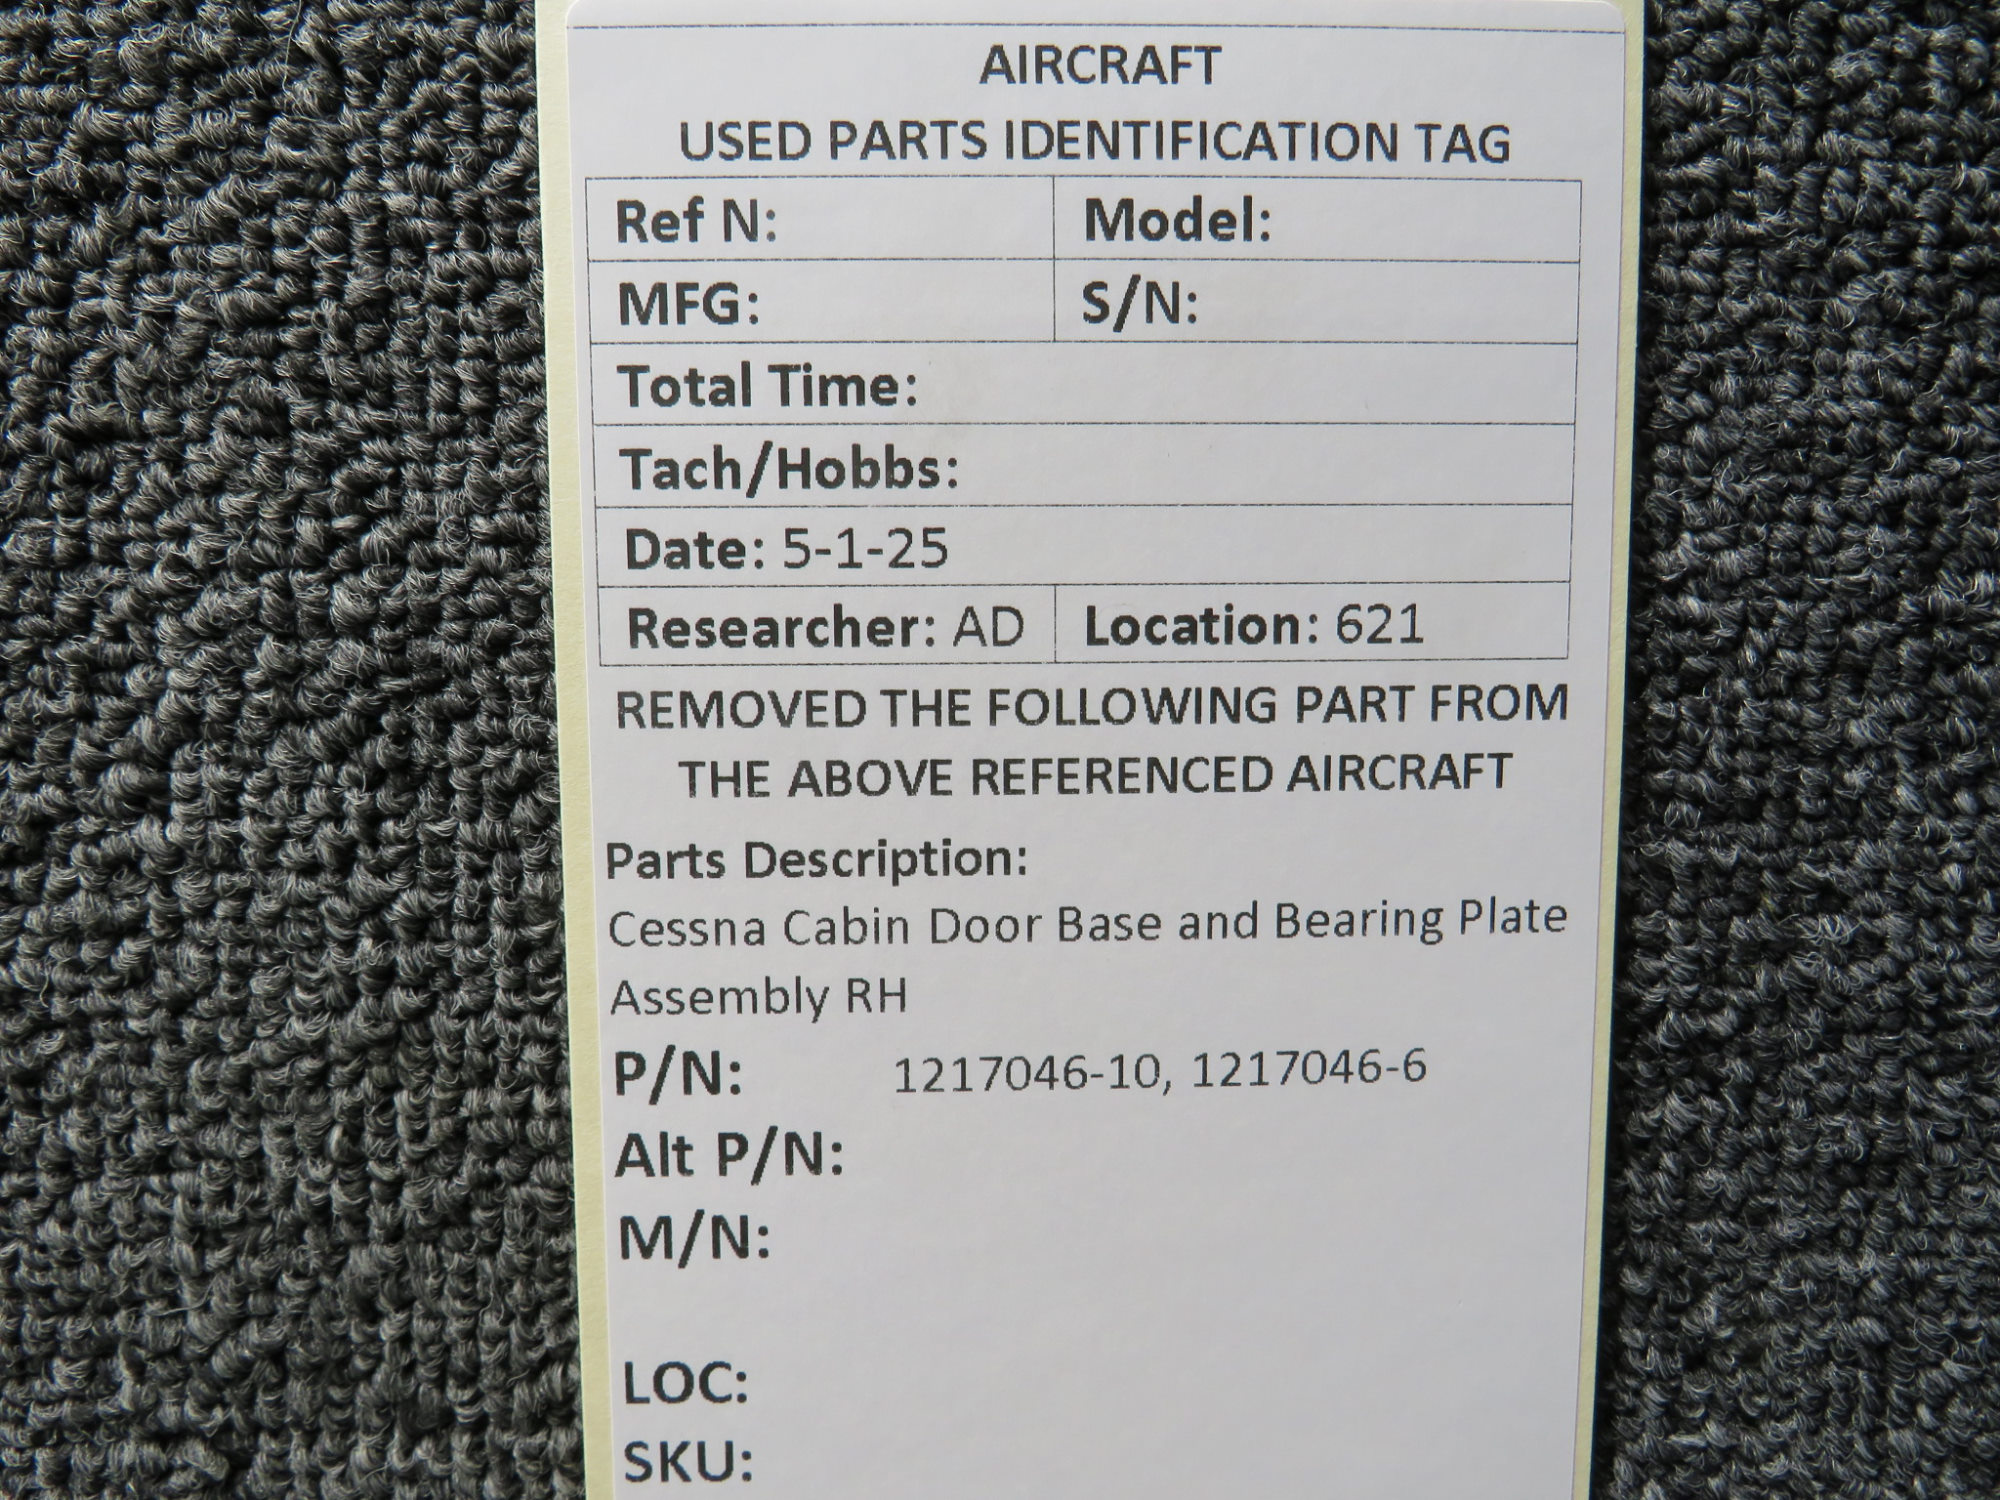 AIRCRAFT
USED PARTS IDENTIFICATION TAG
Ref N: Model:
MFG: S/N:
Total Time:
Tach/Hobbs:
Date: 5-1-25
Researcher: AD Location: 621
REMOVED THE FOLLOWING PART FROM
THE ABOVE REFERENCED AIRCRAFT
Parts Description:
Cessna Cabin Door Base and Bearing Plate
Assembly RH
P/N: 1217046-10, 1217046-6
Alt P/N:
M/N:
LOC:
SKU: